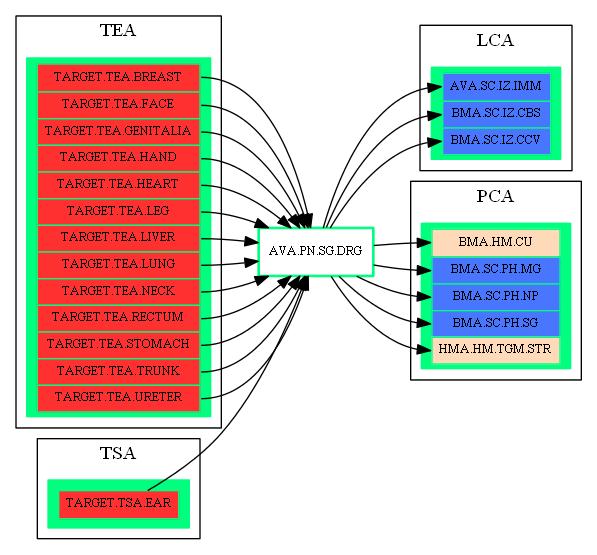 TEA
TARGET.TEA.BREAST
TARGET.TEA.FACE
TARGET.TEA.GENITALIA
TARGET.TEA.HAND
TARGET.TEA.HEART
TARGET.TEA.LEG
TARGET.TEA.LIVER
TARGET.TEA.LUNG
TARGET.TEA.NECK
TARGET.TEA.RECTUM
TARGET.TEA.STOMACH
TARGET.TEA.TRUNK
TARGET.TEA.URETER
TSA
TARGET.TSA.EAR
AVA.PN.SG.DRG
LCA
AVA.SC.IZ.IMM
BMA.SC.IZ.CBS
BMA.SC.IZ.CCV
PCA
BMA.HM.CU
BMA.SC.PH.MG
BMA.SC.PH.NP
BMA.SC.PH.SG
HMA.HM.TGM.STR